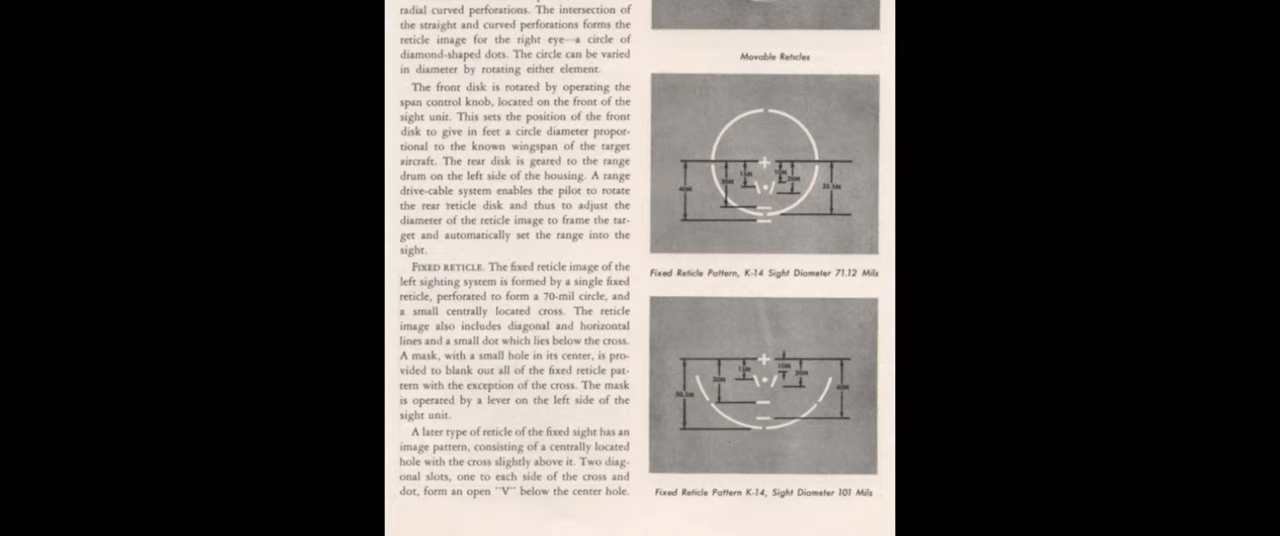 radial curved perforations. The intersection of
the straight and curved perforations forms the
reticle image for the right eye—a circle of
diamond-shaped dots. The circle can be varied
in diameter by rotating either element.
The front disk is rotated by operating the
span control knob, located on the front of the
sight unit. This sets the position of the front
disk to give in feet a circle diameter propor-
tional to the known wingspan of the target
aircraft. The rear disk is geared to the range
drum on the left side of the housing. A range
drive-cable system enables the pilot to rotate
the rear reticle disk and thus to adjust the
diameter of the reticle image to frame the tar-
get and automatically set the range into the
sight.
FIXED RETICLE. The fixed reticle image of the
left sighting system is formed by a single fixed
reticle, perforated to form a 70-mil circle, and
a small centrally located cross. The reticle
image also includes diagonal and horizontal
lines and a small dot which lies below the cross.
A mask, with a small hole in its center, is pro-
vided to blank out all of the fixed reticle pat-
tern with the exception of the cross. The mask
is operated by a lever on the left side of the
sight unit.
A later type of reticle of the fixed sight has an
image pattern, consisting of a centrally located
hole with the cross slightly above it. Two diag-
onal slots, one to each side of the cross and
dot, form an open "V" below the center hole.
Movable Reticles
40M
30M
15M
10M
20M
35.5M
Fixed Reticle Pattern, K-14 Sight Diameter 71.12 Mils
50.5M
30M
15M
10M
20M
40M
Fixed Reticle Pattern K-14, Sight Diameter 101 Mils